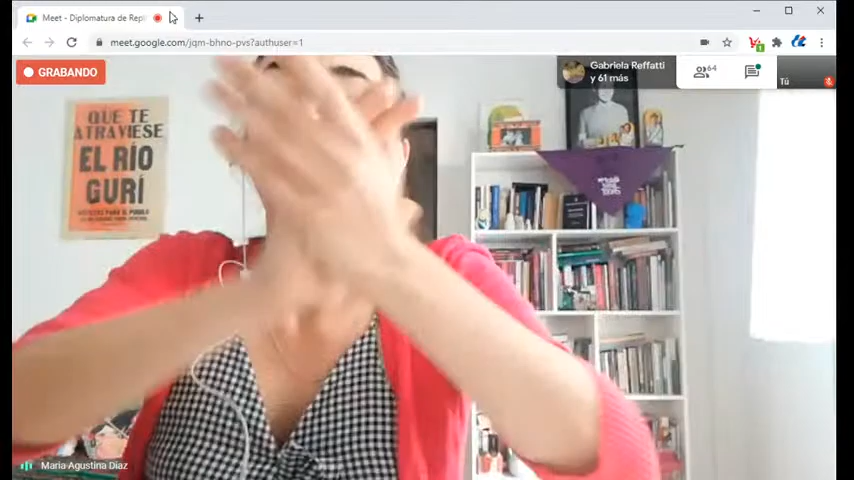 Meet - Diplomatura de Rep
meet.google.com/jqm-bhno-pvs?authuser=1
GRABANDO
Gabriela Reffatti
y 61 más
64
Tú
QUE TE
ATRAVIESE
EL RÍO
GURÍ
Maria Agustina Diaz